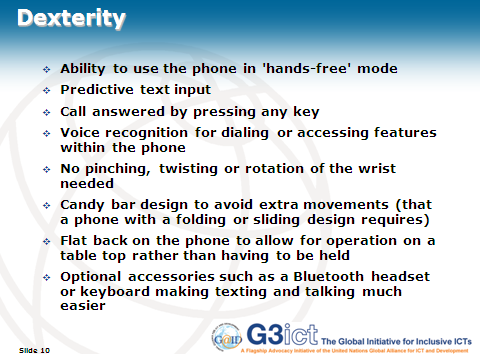 Dexterity
Ability to use the phone in 'hands-free' mode
Predictive text input
Call answered by pressing any key
Voice recognition for dialing or accessing features
within the phone
No pinching, twisting or rotation of the wrist
needed
Candy bar design to avoid extra movements (that
a phone with a folding or sliding design requires)
Flat back on the phone to allow for operation on a
table top rather than having to be held
Optional accessories such as a Bluetooth headset
or keyboard making texting and talking much
easier
Slide 10
G@ID
G3ict The Global Initiative for Inclusive ICTs
A Flagship Advocacy Initiative of the United Nations Global Alliance for ICT and Development